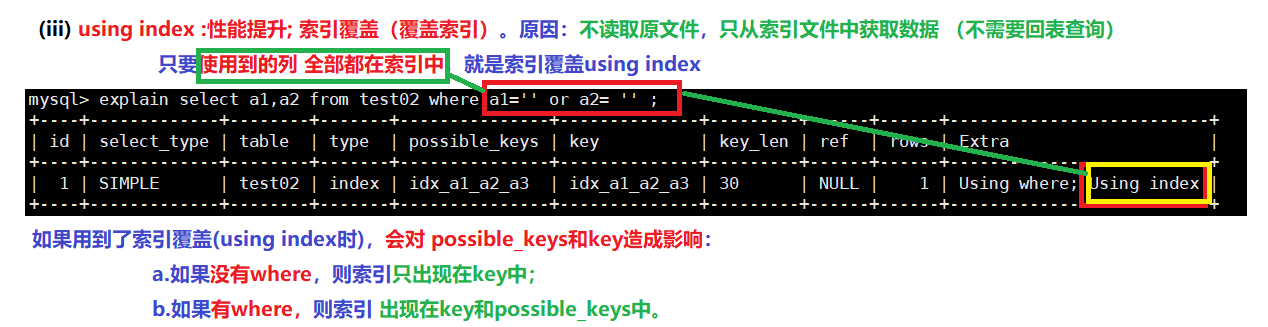 (iii) using index :性能提升; 索引覆盖（覆盖索引）。原因：不读取原文件，只从索引文件中获取数据 （不需要回表查询）
只要使用到的列 全部都在索引中，就是索引覆盖using index
mysql> explain select a1,a2 from test02 where a1='' or a2= '' ;
+----+-------------+--------+-------+---------------+-------------+---------+------+------+--------------------------+
| id | select_type | table  | type  | possible_keys | key         | key_len | ref  | rows | Extra                    |
+----+-------------+--------+-------+---------------+-------------+---------+------+------+--------------------------+
|  1 | SIMPLE      | test02 | index | idx_a1_a2_a3  | idx_a1_a2_a3 | 30      | NULL |    1 | Using where; Using index |
+----+-------------+--------+-------+---------------+-------------+---------+------+------+--------------------------+
如果用到了索引覆盖(using index时)，会对 possible_keys和key造成影响：
a.如果没有where，则索引只出现在key中；
b.如果有where，则索引 出现在key和possible_keys中。